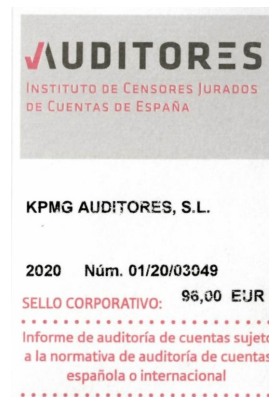 AUDITORES
INSTITUTO DE CENSORES JURADOS
DE CUENTAS DE ESPAÑA
KPMG AUDITORES, S.L.
2020 Núm. 01/20/03049
SELLO CORPORATIVO: 96,00 EUR
Informe de auditoría de cuentas sujeto
a la normativa de auditoría de cuentas
española o internacional